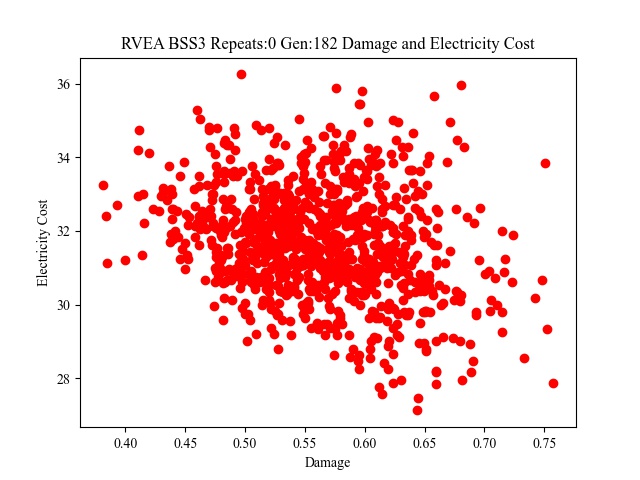 RVEA BSS3 Repeats:0 Gen:182 Damage and Electricity Cost
36
34
32
30
28
Electricity Cost
0.40 0.45 0.50 0.55 0.60 0.65 0.70 0.75
Damage